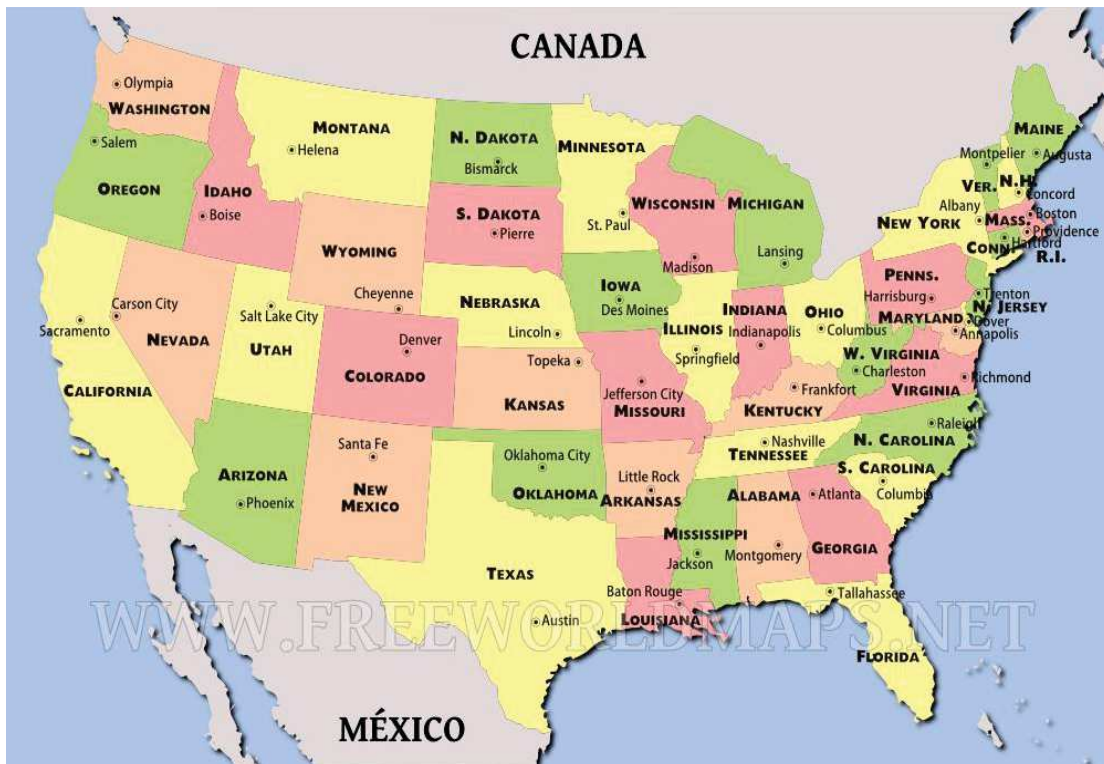 CANADA
Olympia
WASHINGTON
Salem
OREGON
IDAHO
Boise
MONTANA
Helena
N. DAKOTA
Bismarck
S. DAKOTA
Pierre
MINNESOTA
St. Paul
WISCONSIN
Madison
MICHIGAN
Lansing
MAINE
Augusta
Montpelier
VER.
N.H.
Concord
Albany
NEW YORK
MASS.
Boston
Providence
CONN.
Hartford
R.I.
WYOMING
Cheyenne
NEBRASKA
Lincoln
IOWA
Des Moines
ILLINOIS
Springfield
INDIANA
Indianapolis
OHIO
Columbus
PENNS.
Harrisburg
Trenton
N. JERSEY
MARYLAND
Dover
Annapolis
Carson City
Sacramento
NEVADA
CALIFORNIA
Salt Lake City
UTAH
Denver
COLORADO
Topeka
KANSAS
Jefferson City
MISSOURI
Frankfort
KENTUCKY
W. VIRGINIA
Charleston
VIRGINIA
Richmond
Raleigh
N. CAROLINA
Nashville
TENNESSEE
S. CAROLINA
Columbia
ARIZONA
Phoenix
Santa Fe
NEW
MEXICO
Oklahoma City
OKLAHOMA
Little Rock
ARKANSAS
MISSISSIPPI
Jackson
ALABAMA
Montgomery
Atlanta
GEORGIA
TEXAS
Austin
Baton Rouge
LOUISIANA
Tallahassee
FLORIDA
WWW.FREEWORLDMAPS.NET
MÉXICO